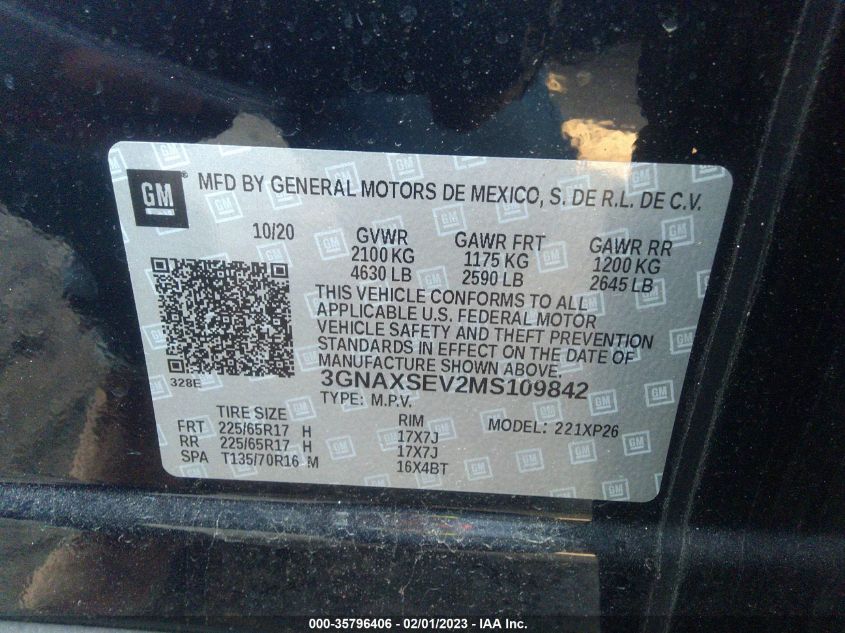 GM MFD BY GENERAL MOTORS DE MEXICO, S. DE R.L. DE C.V.
10/20 GVWR GAWR FRT GAWR RR
2100 KG 1175 KG 1200 KG
4630 LB 2590 LB 2645 LB
THIS VEHICLE CONFORMS TO ALL
APPLICABLE U.S. FEDERAL MOTOR
VEHICLE SAFETY AND THEFT PREVENTION
STANDARDS IN EFFECT ON THE DATE OF
MANUFACTURE SHOWN ABOVE.
328E 3GNAXSEV2MS109842
TYPE: M.P.V. MODEL: 221XP26
TIRE SIZE RIM
FRT 225/65R17 H 17X7J
RR 225/65R17 H 17X7J
SPA T135/70R16 M 16X4BT
000-35796406 - 02/01/2023 - © IAA Inc.